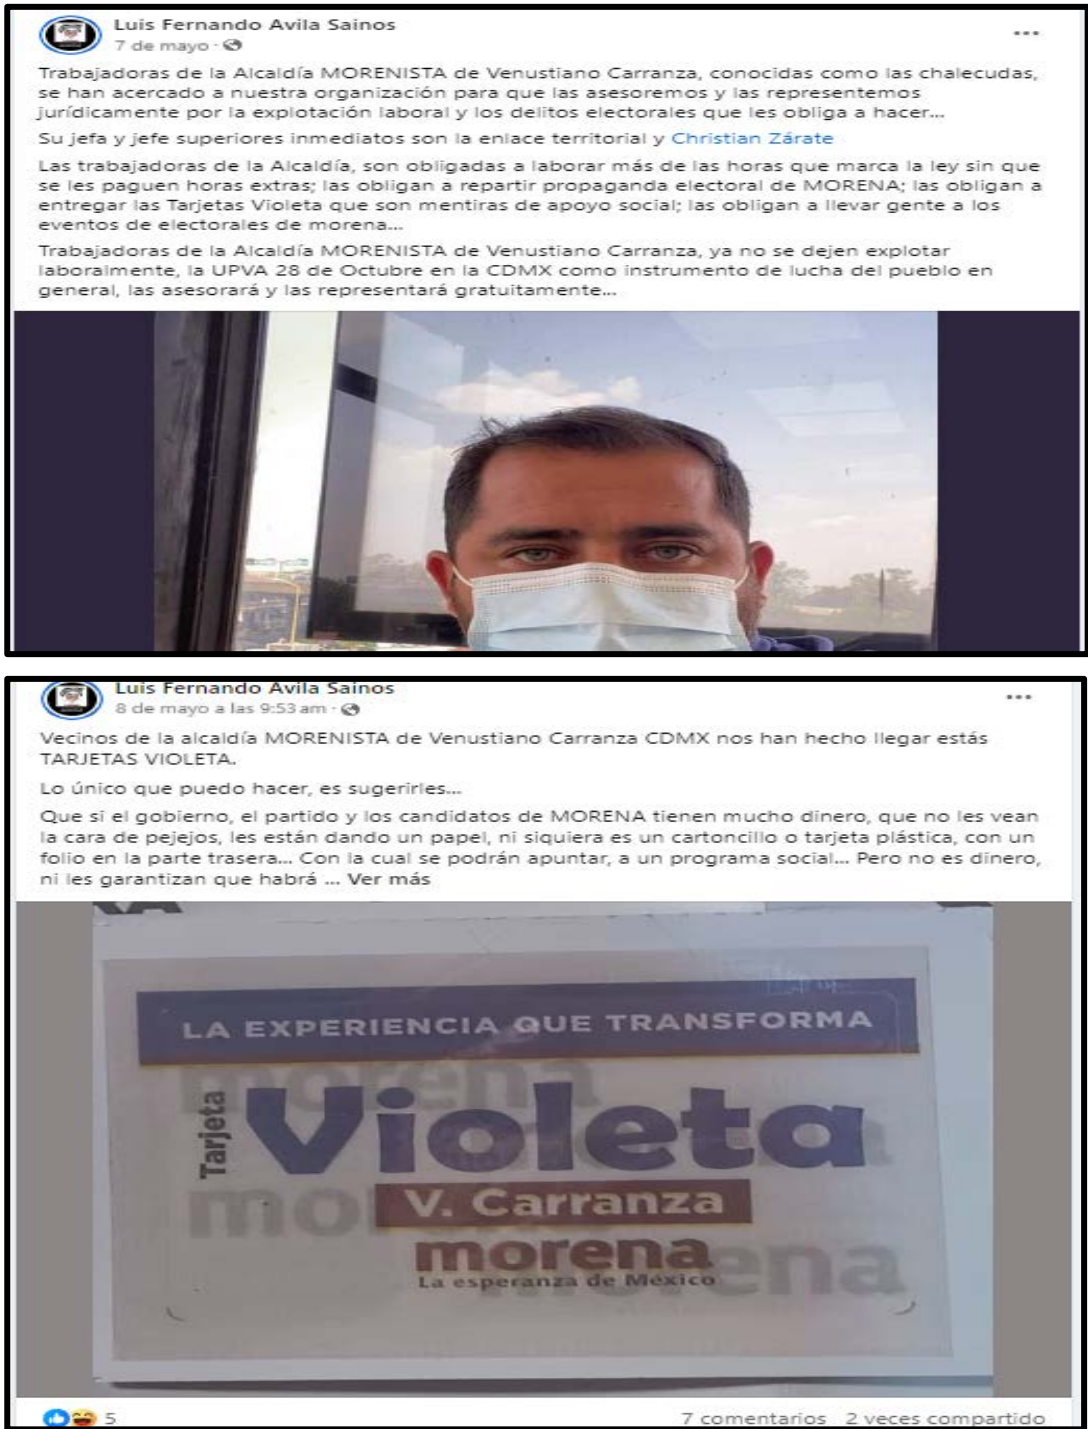 Luis Fernando Avila Sainos
7 de mayo ·
Trabajadoras de la Alcaldía MORENISTA de Venustiano Carranza, conocidas como las chalecudas,
se han acercado a nuestra organización para que las asesoremos y las representemos
jurídicamente por la explotación laboral y los delitos electorales que les obliga a hacer...
Su jefa y jefe superiores inmediatos son la enlace territorial y Christian Zárate
Las trabajadoras de la Alcaldía, son obligadas a laborar más de las horas que marca la ley sin que
se les paguen horas extras; las obligan a repartir propaganda electoral de MORENA; las obligan a
entregar las Tarjetas Violeta que son mentiras de apoyo social; las obligan a llevar gente a los
eventos de electorales de morena...
Trabajadoras de la Alcaldía MORENISTA de Venustiano Carranza, ya no se dejen explotar
laboralmente, la UPVA 28 de Octubre en la CDMX como instrumento de lucha del pueblo en
general, las asesorará y las representará gratuitamente...
Luis Fernando Avila Sainos
8 de mayo a las 9:53 am ·
Vecinos de la alcaldía MORENISTA de Venustiano Carranza CDMX nos han hecho llegar estás
TARJETAS VIOLETA.
Lo único que puedo hacer, es sugerirles...
Que si el gobierno, el partido y los candidatos de MORENA tienen mucho dinero, que no les vean
la cara de pejejos, les están dando un papel, ni siquiera es un cartoncillo o tarjeta plástica, con un
folio en la parte trasera... Con la cual se podrán apuntar, a un programa social... Pero no es dinero,
ni les garantizan que habrá ... Ver más
LA EXPERIENCIA QUE TRANSFORMA
morena
Tarjeta
Violeta
V. Carranza
morena
La esperanza de México
5
7 comentarios 2 veces compartido